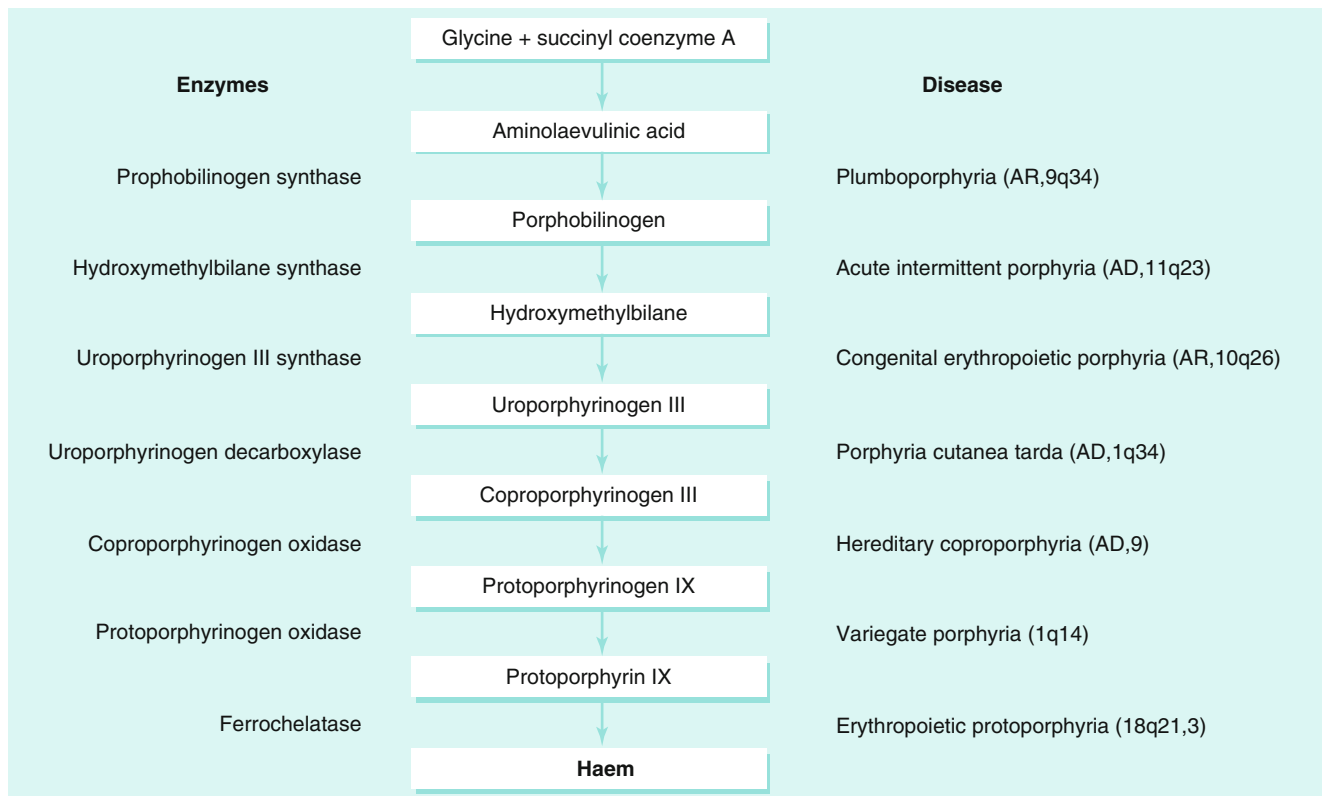 Glycine + succinyl coenzyme A
Enzymes
Disease
Aminolaevulinic acid
Prophobilinogen synthase
Plumboporphyria (AR,9q34)
Porphobilinogen
Hydroxymethylbilane synthase
Acute intermittent porphyria (AD,11q23)
Hydroxymethylbilane
Uroporphyrinogen III synthase
Congenital erythropoietic porphyria (AR,10q26)
Uroporphyrinogen III
Uroporphyrinogen decarboxylase
Porphyria cutanea tarda (AD,1q34)
Coproporphyrinogen III
Coproporphyrinogen oxidase
Hereditary coproporphyria (AD,9)
Protoporphyrinogen IX
Protoporphyrinogen oxidase
Variegate porphyria (1q14)
Protoporphyrin IX
Ferrochelatase
Erythropoietic protoporphyria (18q21,3)
Haem